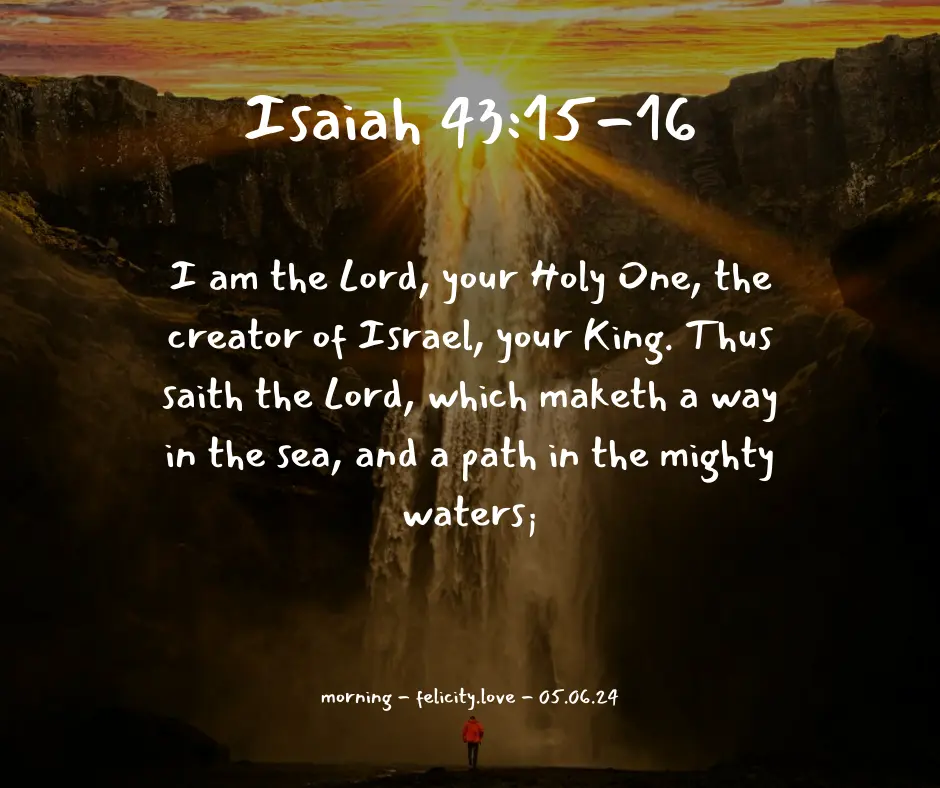 Isaiah 43:15-16
I am the Lord, your Holy One, the
creator of Israel, your King. Thus
saith the Lord, which maketh a way
in the sea, and a path in the mighty
waters;
morning - felicity.love - 05.06.24